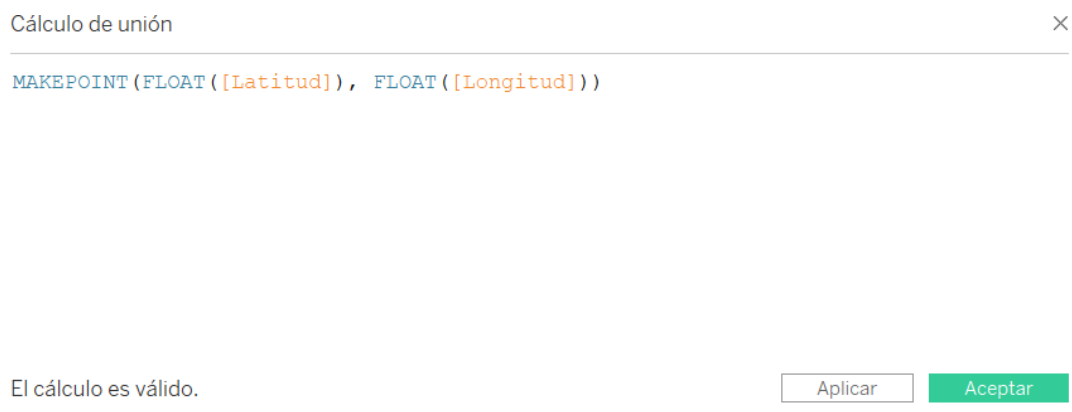 Cálculo de unión
MAKEPOINT(FLOAT([Latitud]), FLOAT([Longitud]))
El cálculo es válido.
Aplicar
Aceptar